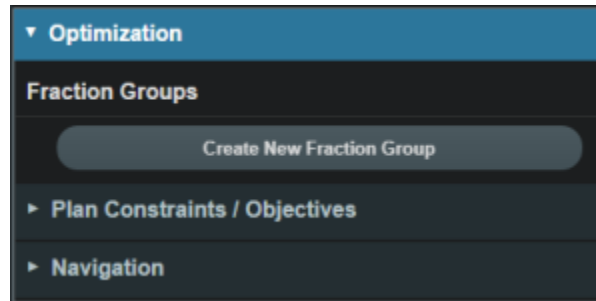 Optimization
Fraction Groups
Create New Fraction Group
Plan Constraints / Objectives
Navigation